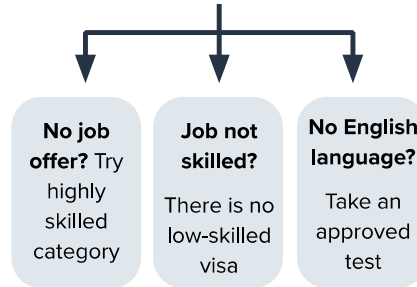 No job
offer? Try
highly
skilled
category
Job not
skilled?
There is no
low-skilled
visa
No English
language?
Take an
approved
test